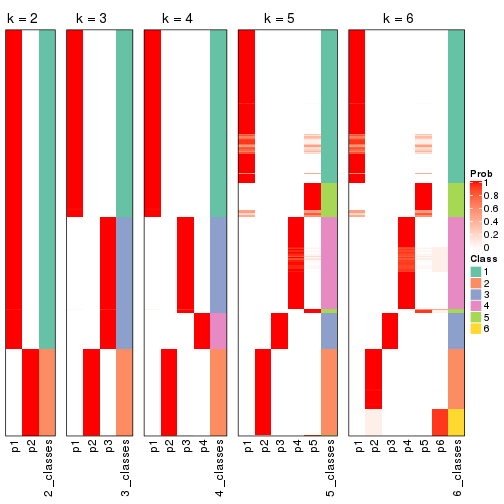 k = 2
k = 3
k = 4
k = 5
k = 6
p1
p2
2_classes
p1
p2
p3
3_classes
p1
p2
p3
p4
4_classes
p1
p2
p3
p4
p5
5_classes
p1
p2
p3
p4
p5
p6
6_classes
Prob
1
0.8
0.6
0.4
0.2
0
Class
1
2
3
4
5
6